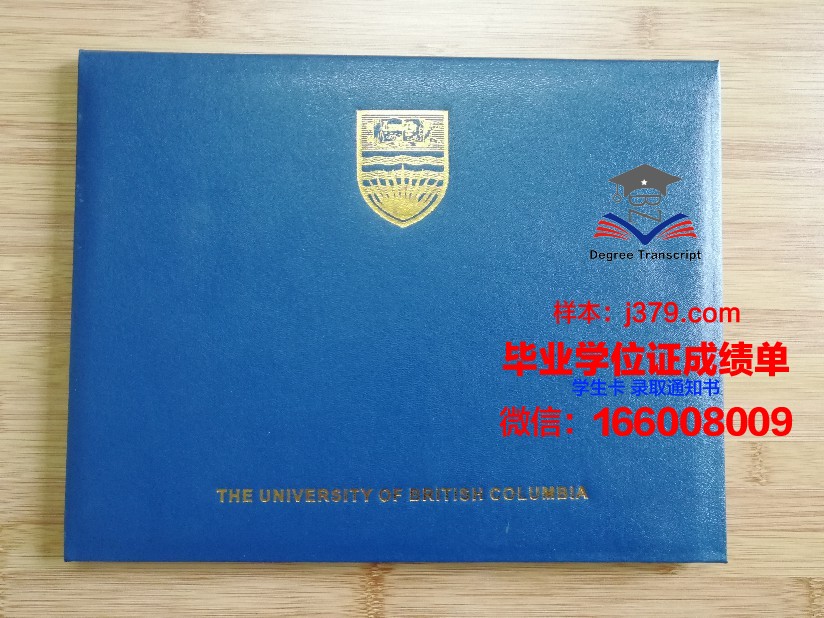 Degree Transcript
样本：j379.com
毕业学位证成绩单
学生卡 录取通知书
微信：166008009
THE UNIVERSITY OF BRITISH COLUMBIA